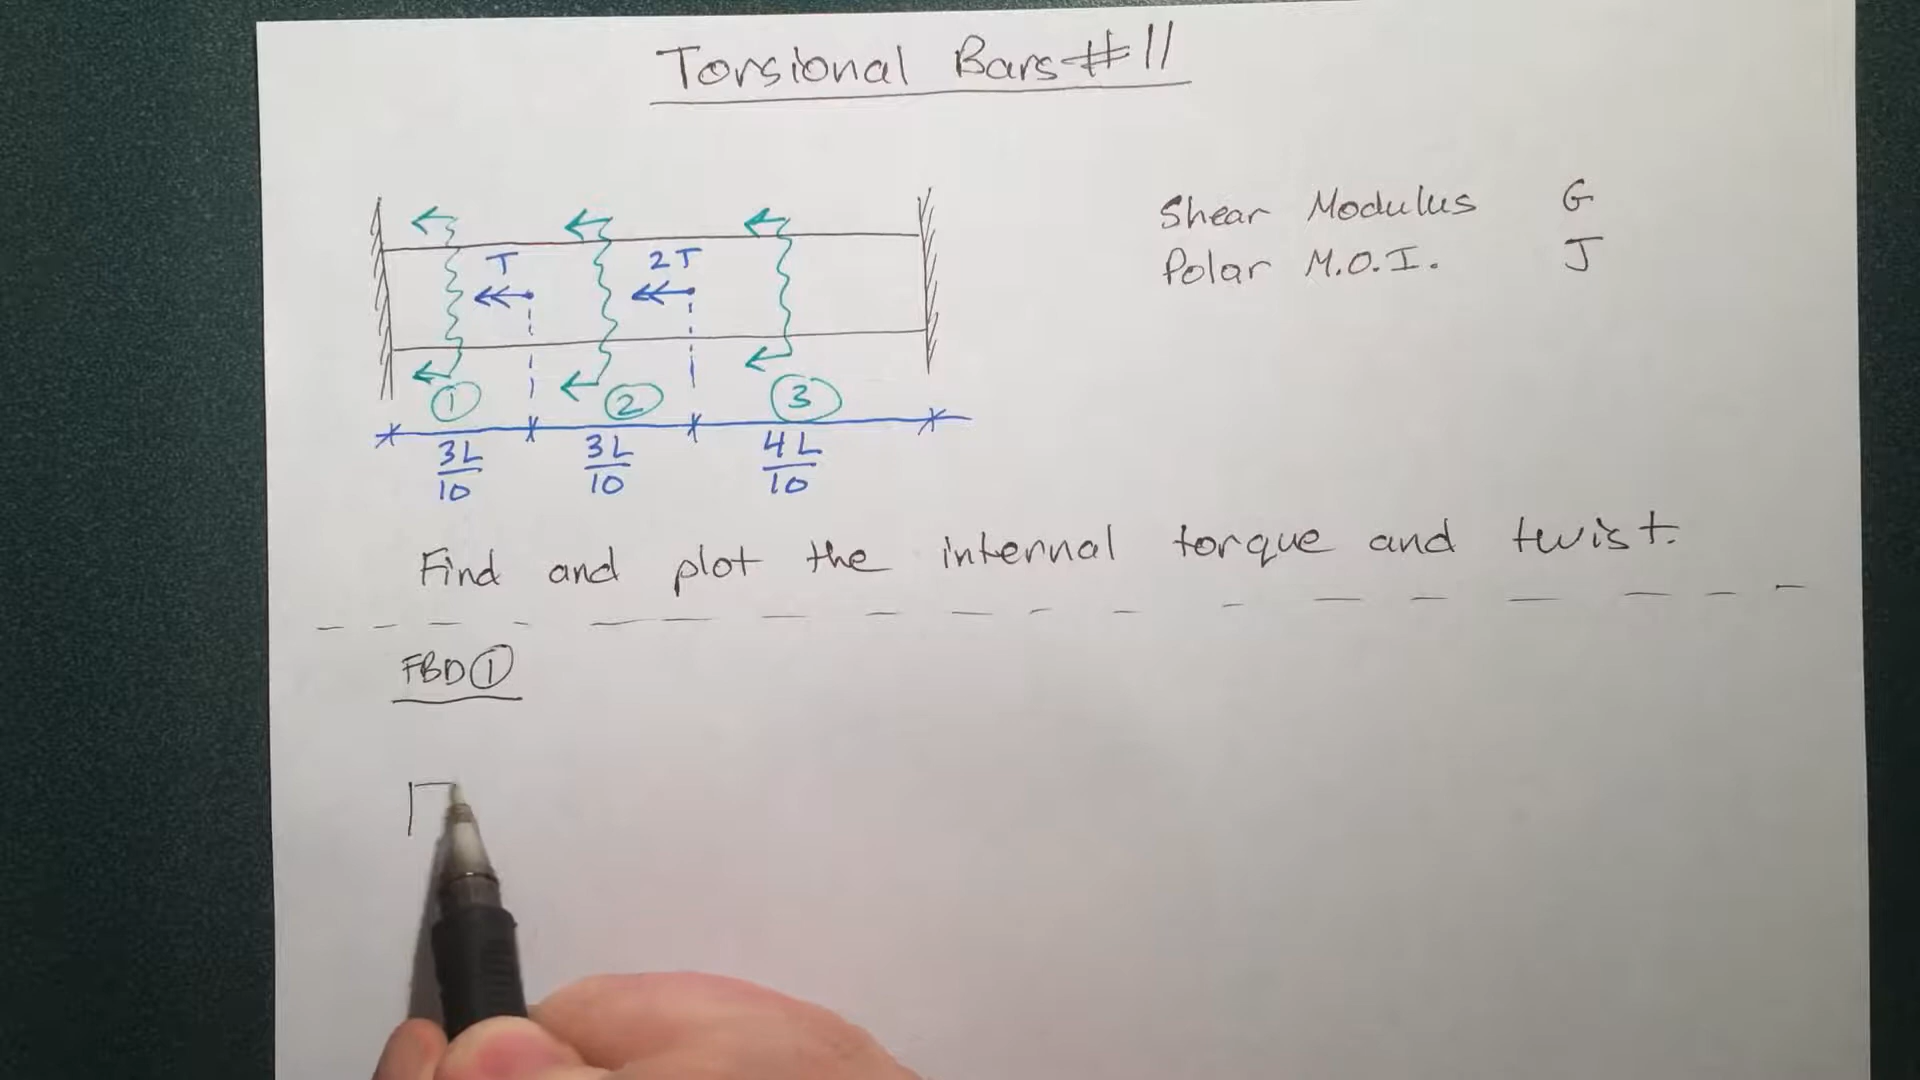 Torsional Bars #11
Shear Modulus G
Polar M.O.I. J
T 2T
1 2 3
3L/10 3L/10 4L/10
Find and plot the internal torque and twist.
FBD 1